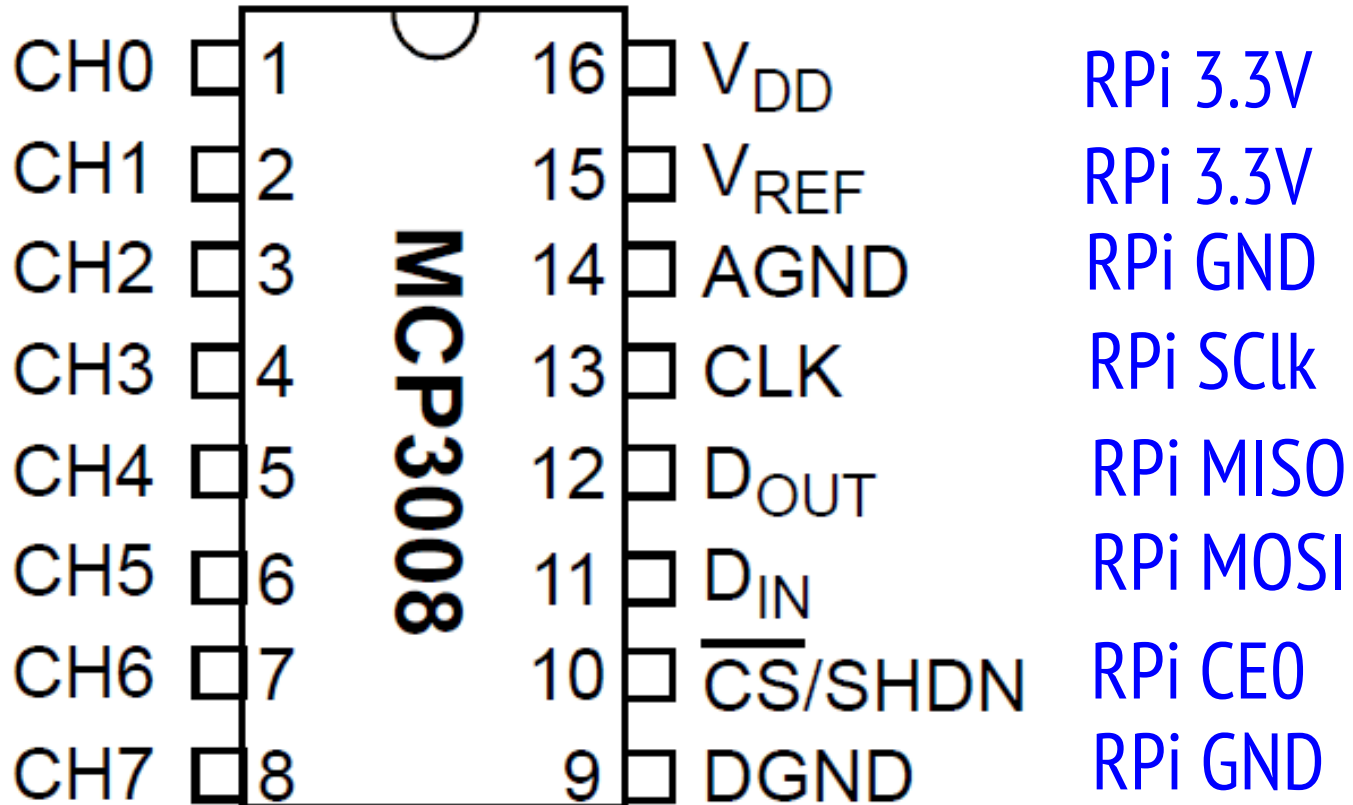 CH0 1 16 VDD RPi 3.3V
CH1 2 15 VREF RPi 3.3V
CH2 3 14 AGND RPi GND
CH3 4 13 CLK RPi SClk
CH4 5 12 DOUT RPi MISO
CH5 6 11 DIN RPi MOSI
CH6 7 10 CS/SHDN RPi CE0
CH7 8 9 DGND RPi GND
MCP3008